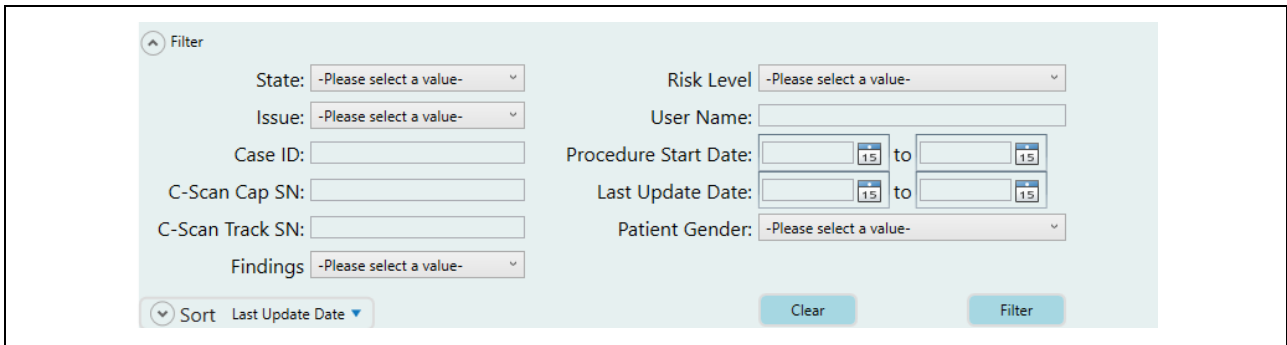 Filter
State: -Please select a value- Risk Level -Please select a value-
Issue: -Please select a value- User Name:
Case ID: Procedure Start Date: 15 to 15
C-Scan Cap SN: Last Update Date: 15 to 15
C-Scan Track SN: Patient Gender: -Please select a value-
Findings -Please select a value-
Sort Last Update Date Clear Filter